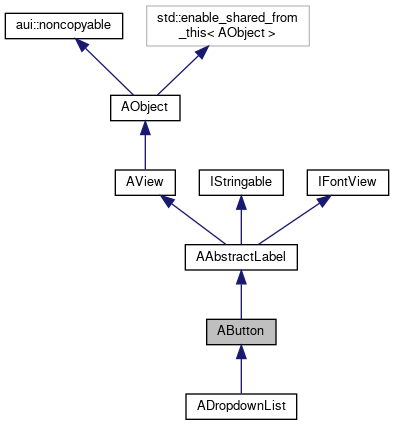 aui::noncopyable
std::enable_shared_from
_this< AObject >
AObject
AView
IStringable
IFontView
AAbstractLabel
AButton
ADropdownList